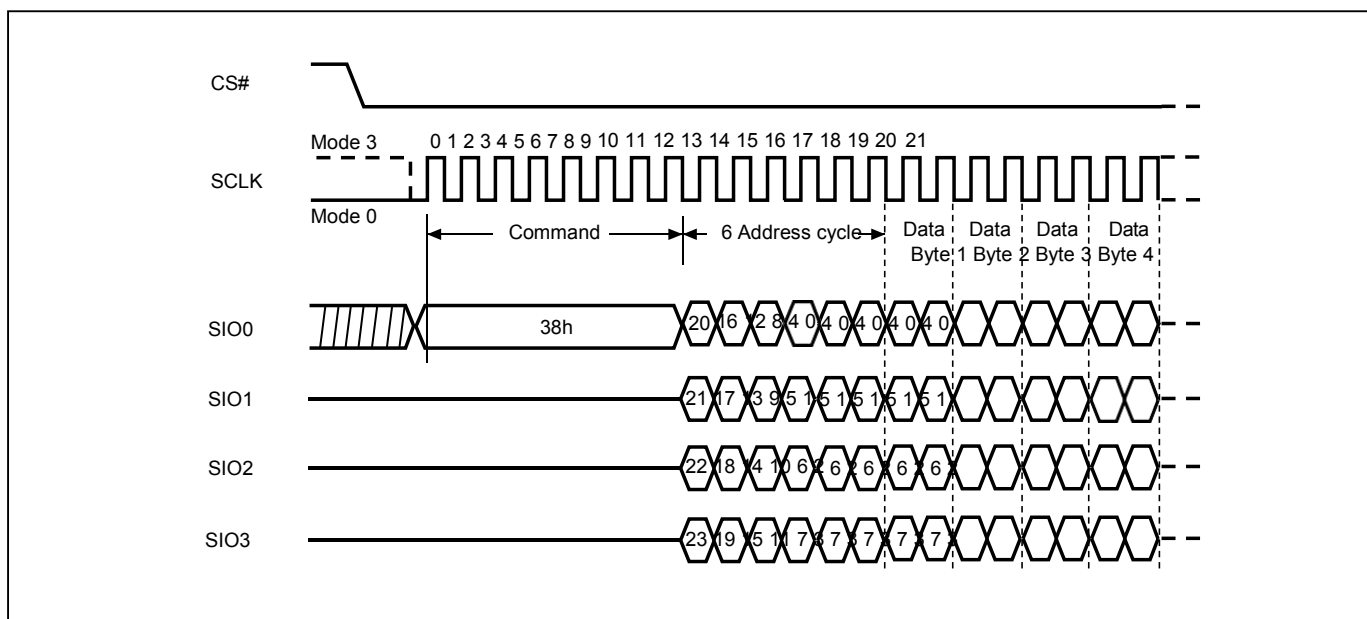 CS#
Mode 3
0 1 2 3 4 5 6 7 8 9 10 11 12 13 14 15 16 17 18 19 20 21
SCLK
Mode 0
Command
6 Address cycle
Data Data Data Data
Byte 1 Byte 2 Byte 3 Byte 4
SIO0
38h
20 16 12 8 4 0 4 0 4 0 4 0 4 0
SIO1
21 17 13 9 5 1 5 1 5 1 5 1 5 1
SIO2
22 18 14 10 6 2 6 2 6 2 6 2 6 2
SIO3
23 19 15 11 7 3 7 3 7 3 7 3 7 3